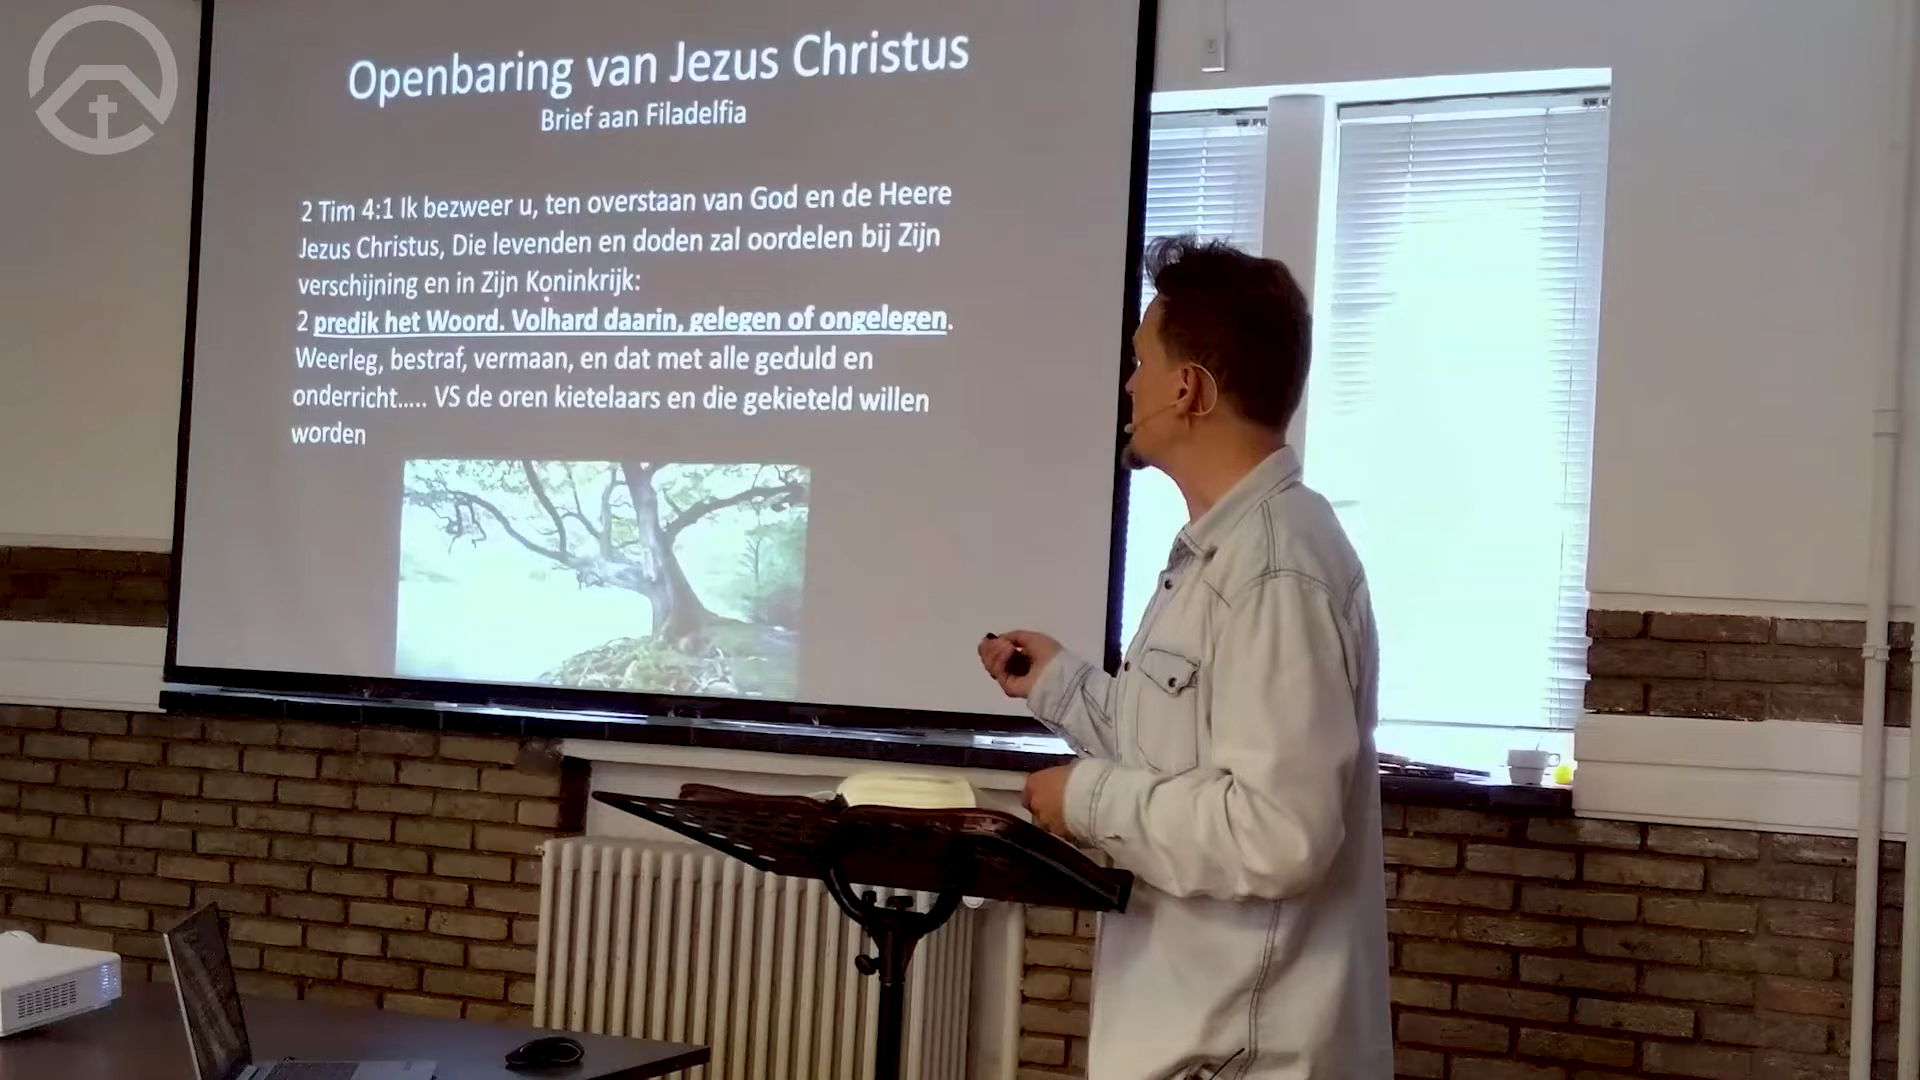 Openbaring van Jezus Christus
Brief aan Filadelfia
2 Tim 4:1 Ik bezweer u, ten overstaan van God en de Heere
Jezus Christus, Die levenden en doden zal oordelen bij Zijn
verschijning en in Zijn Koninkrijk:
2 predik het Woord. Volhard daarin, gelegen of ongelegen.
Weerleg, bestraf, vermaan, en dat met alle geduld en
onderricht..... VS de oren kietelaars en die gekieteld willen
worden